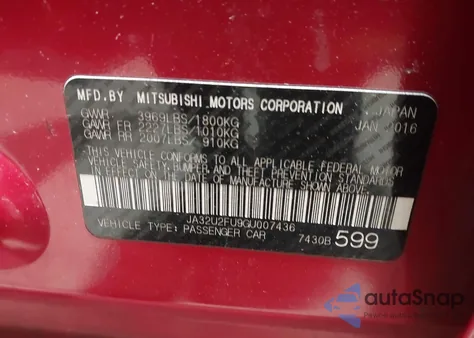 MFD.BY MITSUBISHI MOTORS CORPORATION JAPAN
GVWR 3969LBS/1800KG JAN 2016
GAWR FR 2227LBS/1010KG
GAWR RR 2007LBS/ 910KG
THIS VEHICLE CONFORMS TO ALL APPLICABLE FEDERAL MOTOR
VEHICLE SAFETY, BUMPER, AND THEFT PREVENTION STANDARDS
IN EFFECT ON THE DATE OF MANUFACTURE SHOWN ABOVE.
JA32U2FU9GU007436
VEHICLE TYPE: PASSENGER CAR 7430B 599
autoSnap